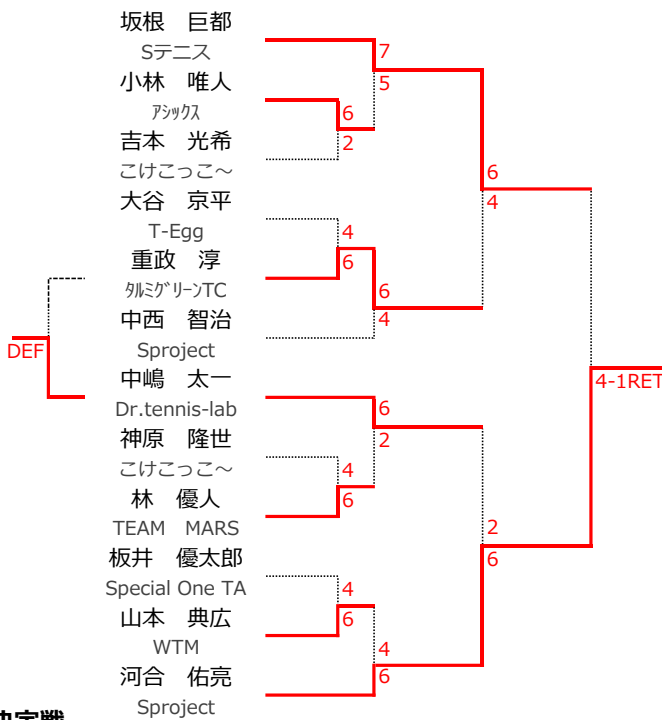 坂根　巨都
Sテニス
7
小林　唯人
5
ｱｼｯｸｽ
6
吉本　光希
2
こけこっこ～
6
大谷　京平
4
T-Egg
4
重政　淳
6
ﾀﾙﾐｸﾞﾘｰﾝTC
6
中西　智治
4
Sproject
DEF
中嶋　太一
4-1RET
Dr.tennis-lab
6
神原　隆世
2
こけこっこ～
4
林　優人
6
TEAM　MARS
2
板井　優太郎
6
Special One TA
4
山本　典広
6
WTM
4
河合　佑亮
6
Sproject